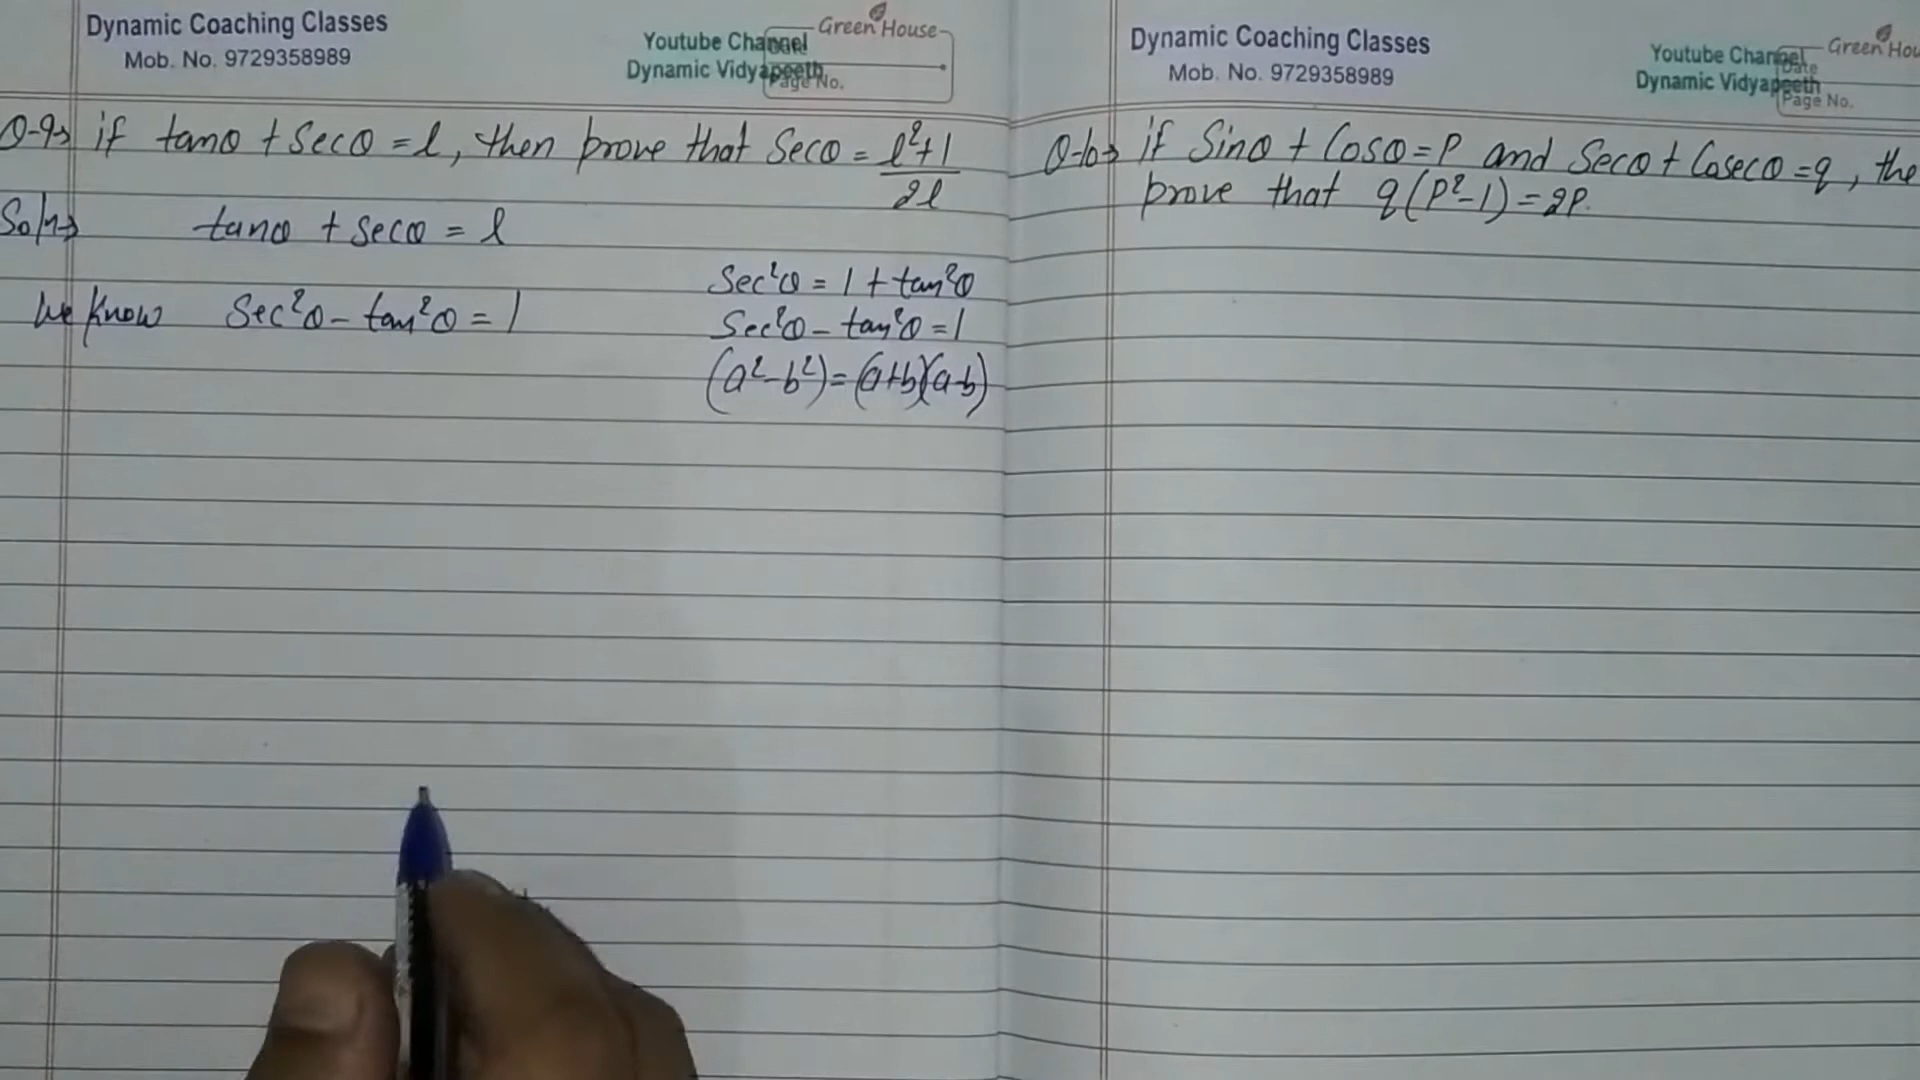 Dynamic Coaching Classes
Mob. No. 9729358989
Green House
Youtube Channel
Dynamic Vidyapeeth
Page No.
Q-9→ if tanθ + Secθ = l, then prove that Secθ = l²+1 / 2l
Soln→ tanθ + secθ = l
We know Sec²θ - tan²θ = 1
Sec²θ = 1 + tan²θ
Sec²θ - tan²θ = 1
(a²-b²) = (a+b)(a-b)
Dynamic Coaching Classes
Mob. No. 9729358989
Green Hou
Youtube Channel
Date
Dynamic Vidyapeeth
Page No.
Q-10→ if Sinθ + Cosθ = P and Secθ + Cosecθ = q, the
prove that q(P²-1) = 2P.